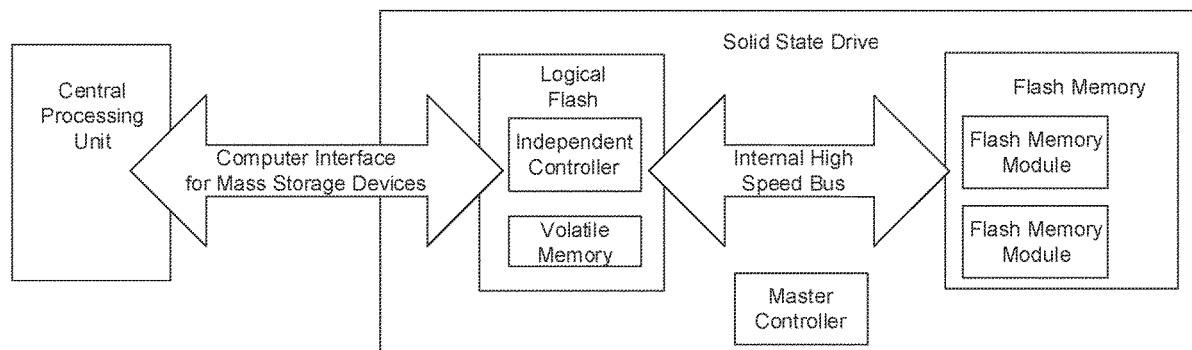 Solid State Drive
Central
Processing
Unit
Computer Interface
for Mass Storage Devices
Logical
Flash
Independent
Controller
Volatile
Memory
Internal High
Speed Bus
Master
Controller
Flash Memory
Flash Memory
Module
Flash Memory
Module